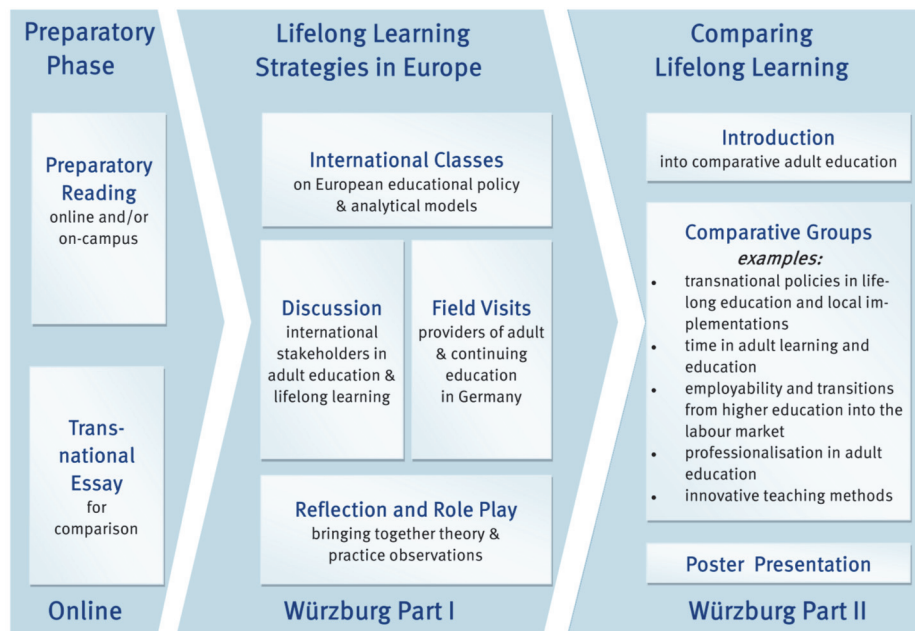 Preparatory
Phase
Preparatory
Reading
online and/or
on-campus
Trans-
national
Essay
for
comparison
Online
Lifelong Learning
Strategies in Europe
International Classes
on European educational policy
& analytical models
Discussion
international
stakeholders in
adult education &
lifelong learning
Field Visits
providers of adult
& continuing
education
in Germany
Reflection and Role Play
bringing together theory &
practice observations
Würzburg Part I
Comparing
Lifelong Learning
Introduction
into comparative adult education
Comparative Groups
examples:
• transnational policies in life-
long education and local im-
plementations
• time in adult learning and
education
• employability and transitions
from higher education into the
labour market
• professionalisation in adult
education
• innovative teaching methods
Poster Presentation
Würzburg Part II